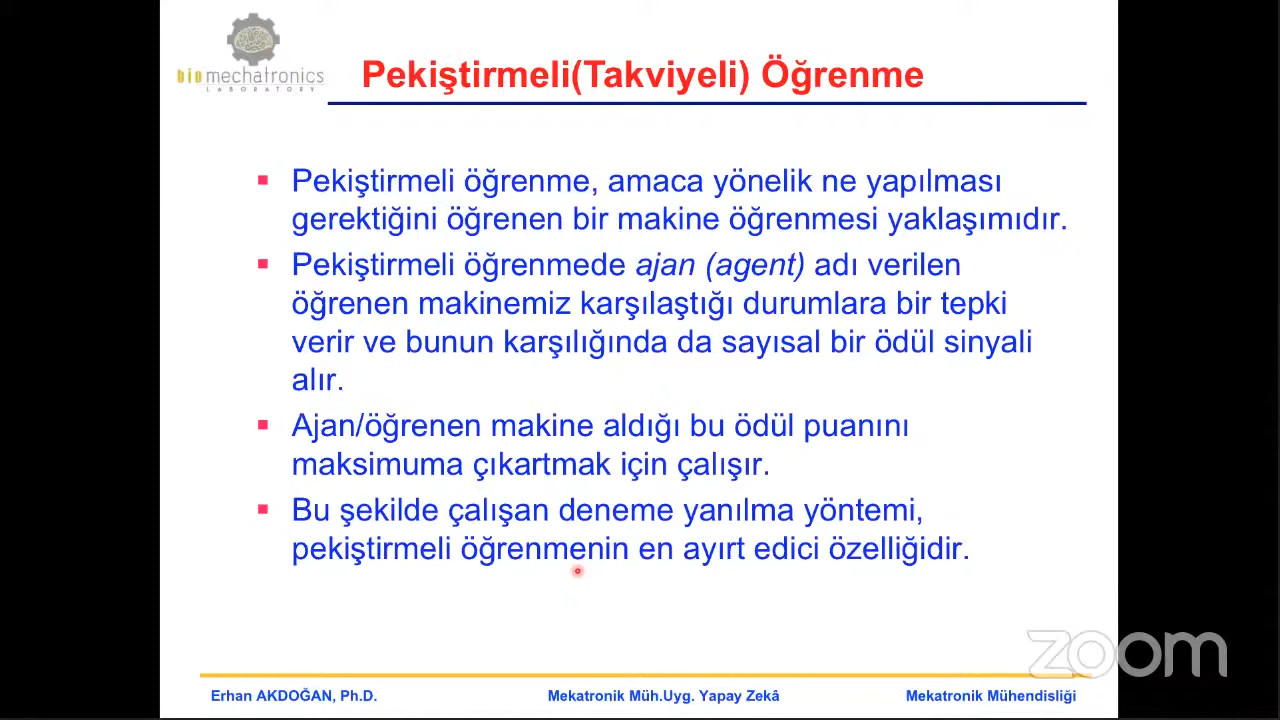 biomechatronics
LABORATORY
Pekiştirmeli(Takviyeli) Öğrenme
Pekiştirmeli öğrenme, amaca yönelik ne yapılması
gerektiğini öğrenen bir makine öğrenmesi yaklaşımıdır.
Pekiştirmeli öğrenmede ajan (agent) adı verilen
öğrenen makinemiz karşılaştığı durumlara bir tepki
verir ve bunun karşılığında da sayısal bir ödül sinyali
alır.
Ajan/öğrenen makine aldığı bu ödül puanını
maksimuma çıkartmak için çalışır.
Bu şekilde çalışan deneme yanılma yöntemi,
pekiştirmeli öğrenmenin en ayırt edici özelliğidir.
zoom
Erhan AKDOĞAN, Ph.D.
Mekatronik Müh.Uyg. Yapay Zekâ
Mekatronik Mühendisliği